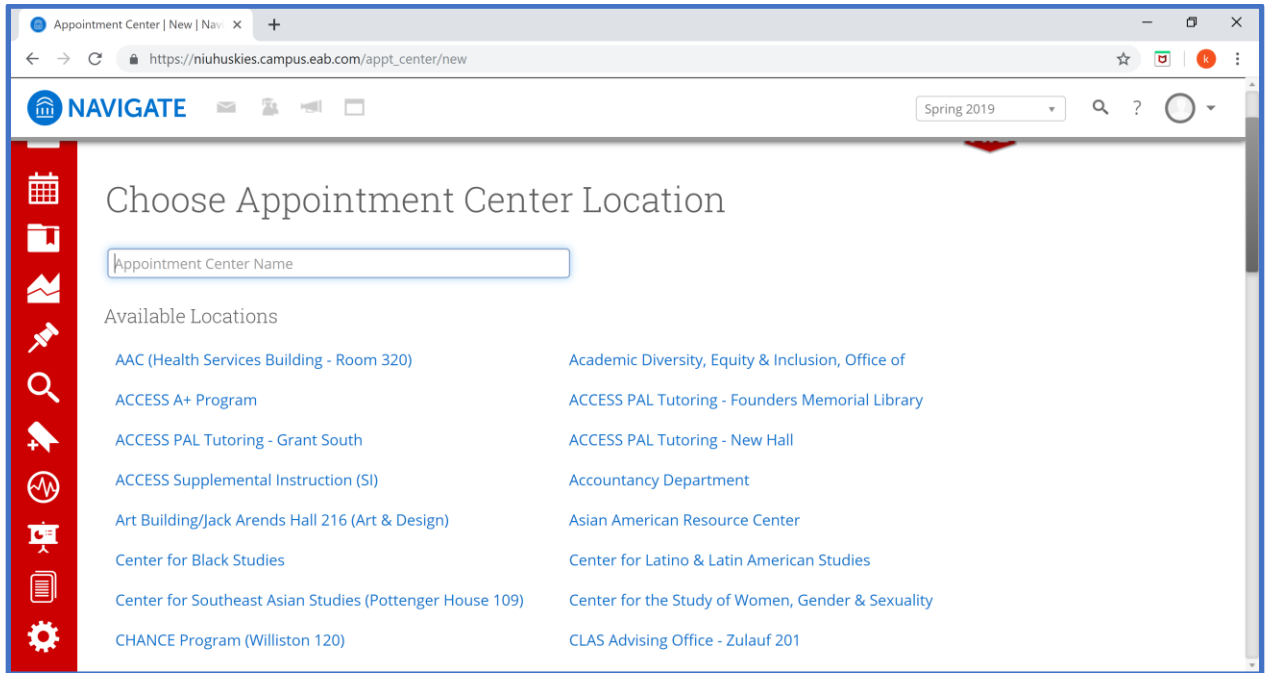 Appointment Center | New | Nav
https://niuhuskies.campus.eab.com/appt_center/new
k
NAVIGATE
Spring 2019
?
Choose Appointment Center Location
Appointment Center Name
Available Locations
AAC (Health Services Building - Room 320)
Academic Diversity, Equity & Inclusion, Office of
ACCESS A+ Program
ACCESS PAL Tutoring - Founders Memorial Library
ACCESS PAL Tutoring - Grant South
ACCESS PAL Tutoring - New Hall
ACCESS Supplemental Instruction (SI)
Accountancy Department
Art Building/Jack Arends Hall 216 (Art & Design)
Asian American Resource Center
Center for Black Studies
Center for Latino & Latin American Studies
Center for Southeast Asian Studies (Pottenger House 109)
Center for the Study of Women, Gender & Sexuality
CHANCE Program (Williston 120)
CLAS Advising Office - Zulauf 201